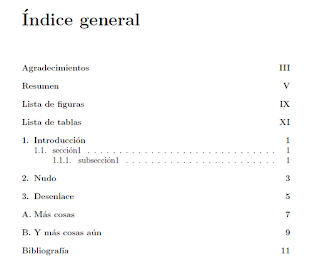 Índice general
Agradecimientos III
Resumen V
Lista de figuras IX
Lista de tablas XI
1. Introducción 1
1.1. sección1 . . . . . . . . . . . . . . . . . . . . . . . . . . . . 1
1.1.1. subsección1 . . . . . . . . . . . . . . . . . . . . . . 1
2. Nudo 3
3. Desenlace 5
A. Más cosas 7
B. Y más cosas aún 9
Bibliografía 11